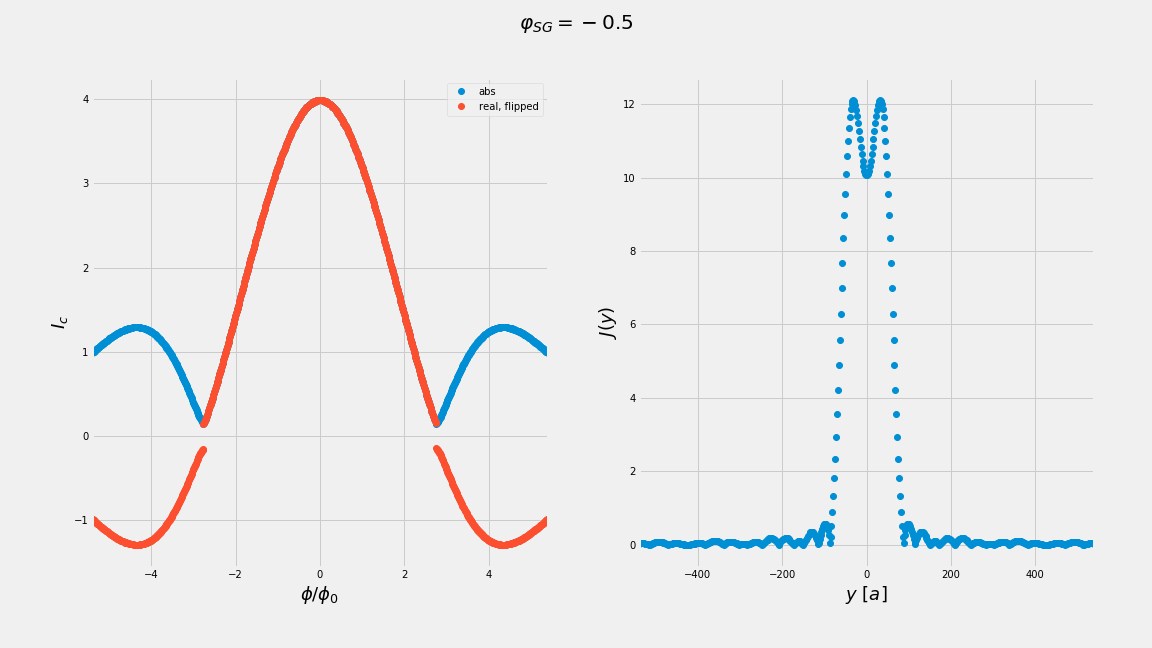 φ_SG = −0.5
abs
real, flipped
4
3
2
1
0
−1
I_c
−4 −2 0 2 4
ϕ/ϕ_0
12
10
8
6
4
2
0
J(y)
−400 −200 0 200 400
y [a]